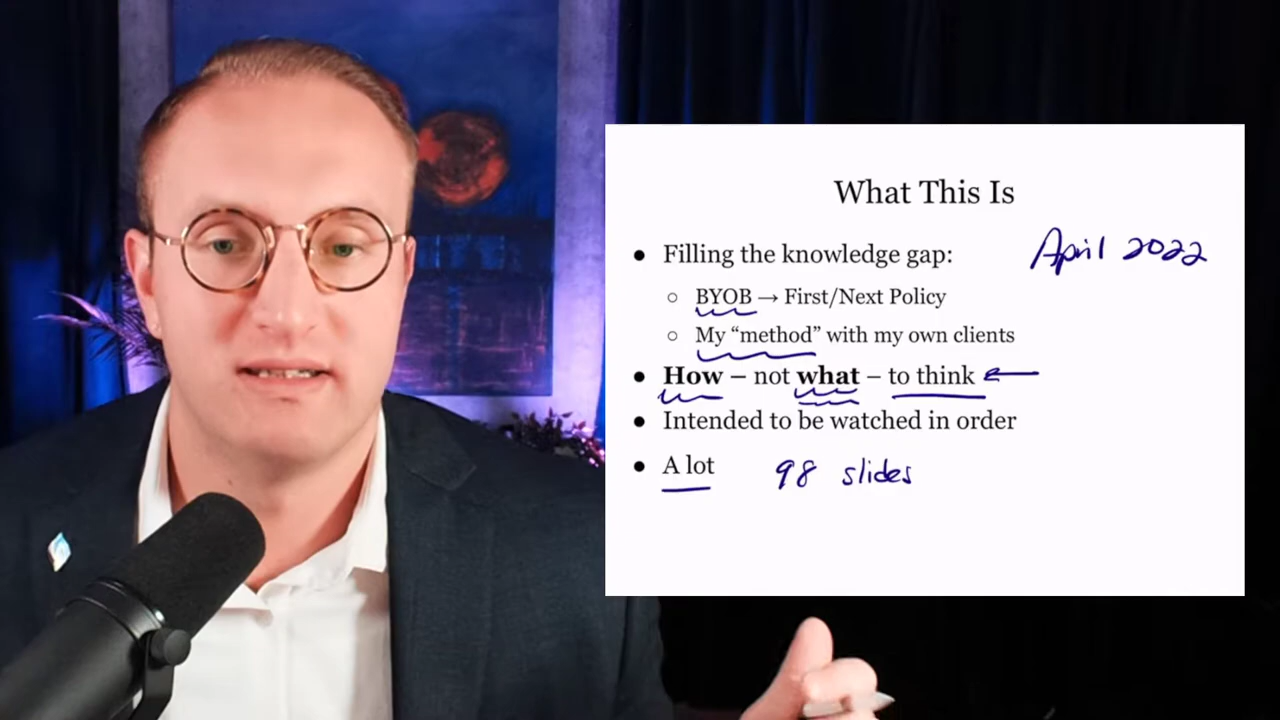 What This Is
● Filling the knowledge gap: April 2022
○ BYOB → First/Next Policy
○ My “method” with my own clients
● How – not what – to think
● Intended to be watched in order
● A lot 98 slides